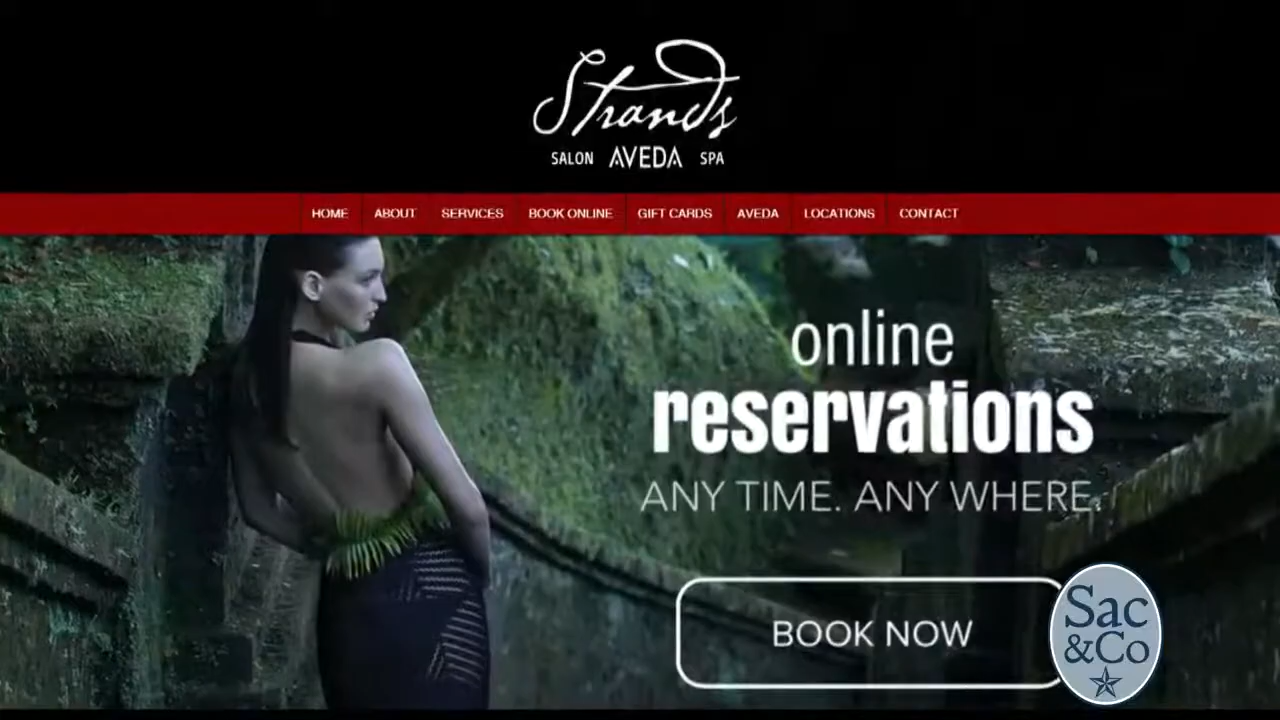 Strands
SALON AVEDA SPA
HOME ABOUT SERVICES BOOK ONLINE GIFT CARDS AVEDA LOCATIONS CONTACT
online
reservations
ANY TIME. ANY WHERE.
BOOK NOW
Sac
&Co